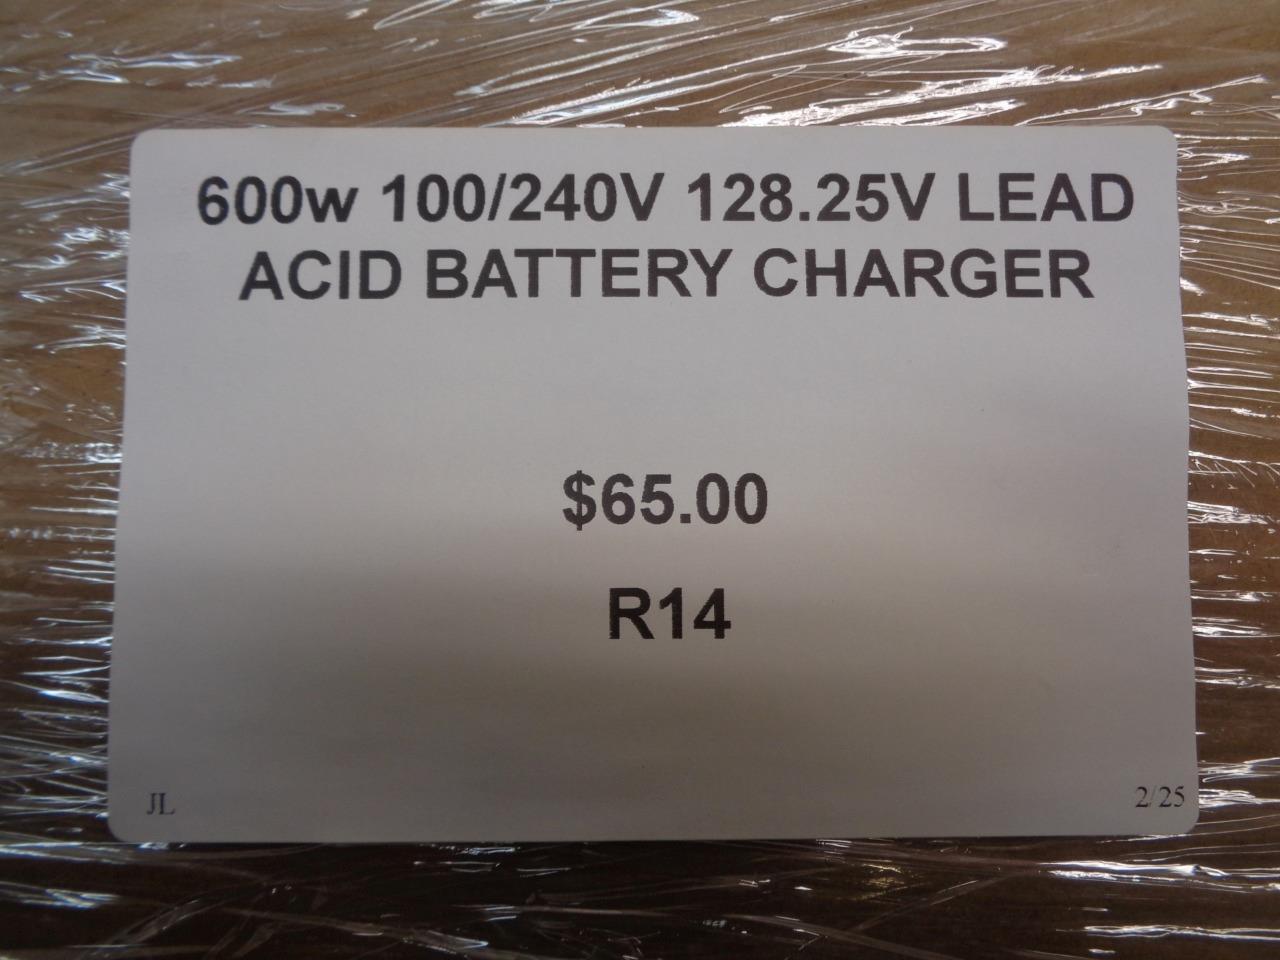 600w 100/240V 128.25V LEAD
ACID BATTERY CHARGER
$65.00
R14
JL
2/25